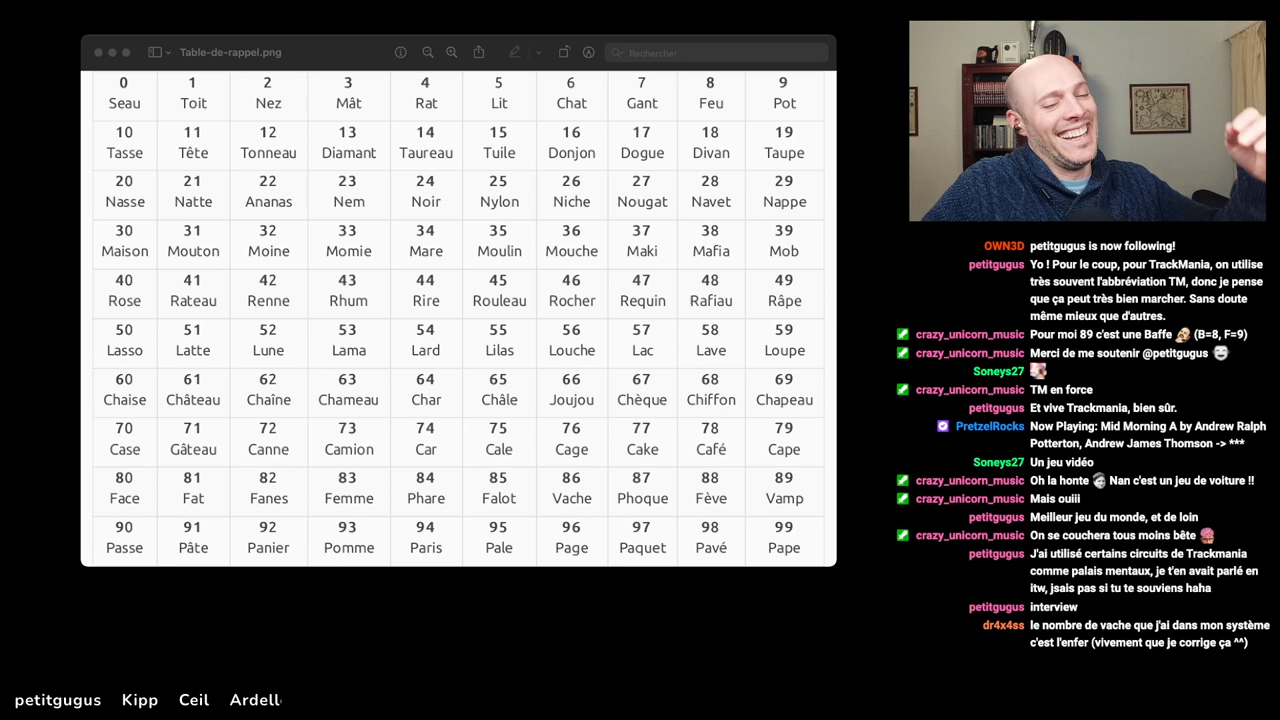 Table-de-rappel.png
Rechercher
0 1 2 3 4 5 6 7 8 9
Seau Toit Nez Mât Rat Lit Chat Gant Feu Pot
10 11 12 13 14 15 16 17 18 19
Tasse Tête Tonneau Diamant Taureau Tuile Donjon Dogue Divan Taupe
20 21 22 23 24 25 26 27 28 29
Nasse Natte Ananas Nem Noir Nylon Niche Nougat Navet Nappe
30 31 32 33 34 35 36 37 38 39
Maison Mouton Moine Momie Mare Moulin Mouche Maki Mafia Mob
40 41 42 43 44 45 46 47 48 49
Rose Rateau Renne Rhum Rire Rouleau Rocher Requin Rafiau Râpe
50 51 52 53 54 55 56 57 58 59
Lasso Latte Lune Lama Lard Lilas Louche Lac Lave Loupe
60 61 62 63 64 65 66 67 68 69
Chaise Château Chaîne Chameau Char Châle Joujou Chèque Chiffon Chapeau
70 71 72 73 74 75 76 77 78 79
Case Gâteau Canne Camion Car Cale Cage Cake Café Cape
80 81 82 83 84 85 86 87 88 89
Face Fat Fanes Femme Phare Falot Vache Phoque Fève Vamp
90 91 92 93 94 95 96 97 98 99
Passe Pâte Panier Pomme Paris Pale Page Paquet Pavé Pape
OWN3D petitgugus is now following!
petitgugus Yo ! Pour le coup, pour TrackMania, on utilise
très souvent l'abbréviation TM, donc je pense
que ça peut très bien marcher. Sans doute
même mieux que d'autres.
crazy_unicorn_music Pour moi 89 c'est une Baffe (B=8, F=9)
crazy_unicorn_music Merci de me soutenir @petitgugus
Soneys27
crazy_unicorn_music TM en force
petitgugus Et vive Trackmania, bien sûr.
PretzelRocks Now Playing: Mid Morning A by Andrew Ralph
Potterton, Andrew James Thomson -> ***
Soneys27 Un jeu vidéo
crazy_unicorn_music Oh la honte Nan c'est un jeu de voiture !!
crazy_unicorn_music Mais ouiii
petitgugus Meilleur jeu du monde, et de loin
crazy_unicorn_music On se couchera tous moins bête
petitgugus J'ai utilisé certains circuits de Trackmania
comme palais mentaux, je t'en avait parlé en
itw, jsais pas si tu te souviens haha
petitgugus interview
dr4x4ss le nombre de vache que j'ai dans mon système
c'est l'enfer (vivement que je corrige ça ^^)
petitgugus Kipp Ceil Ardell